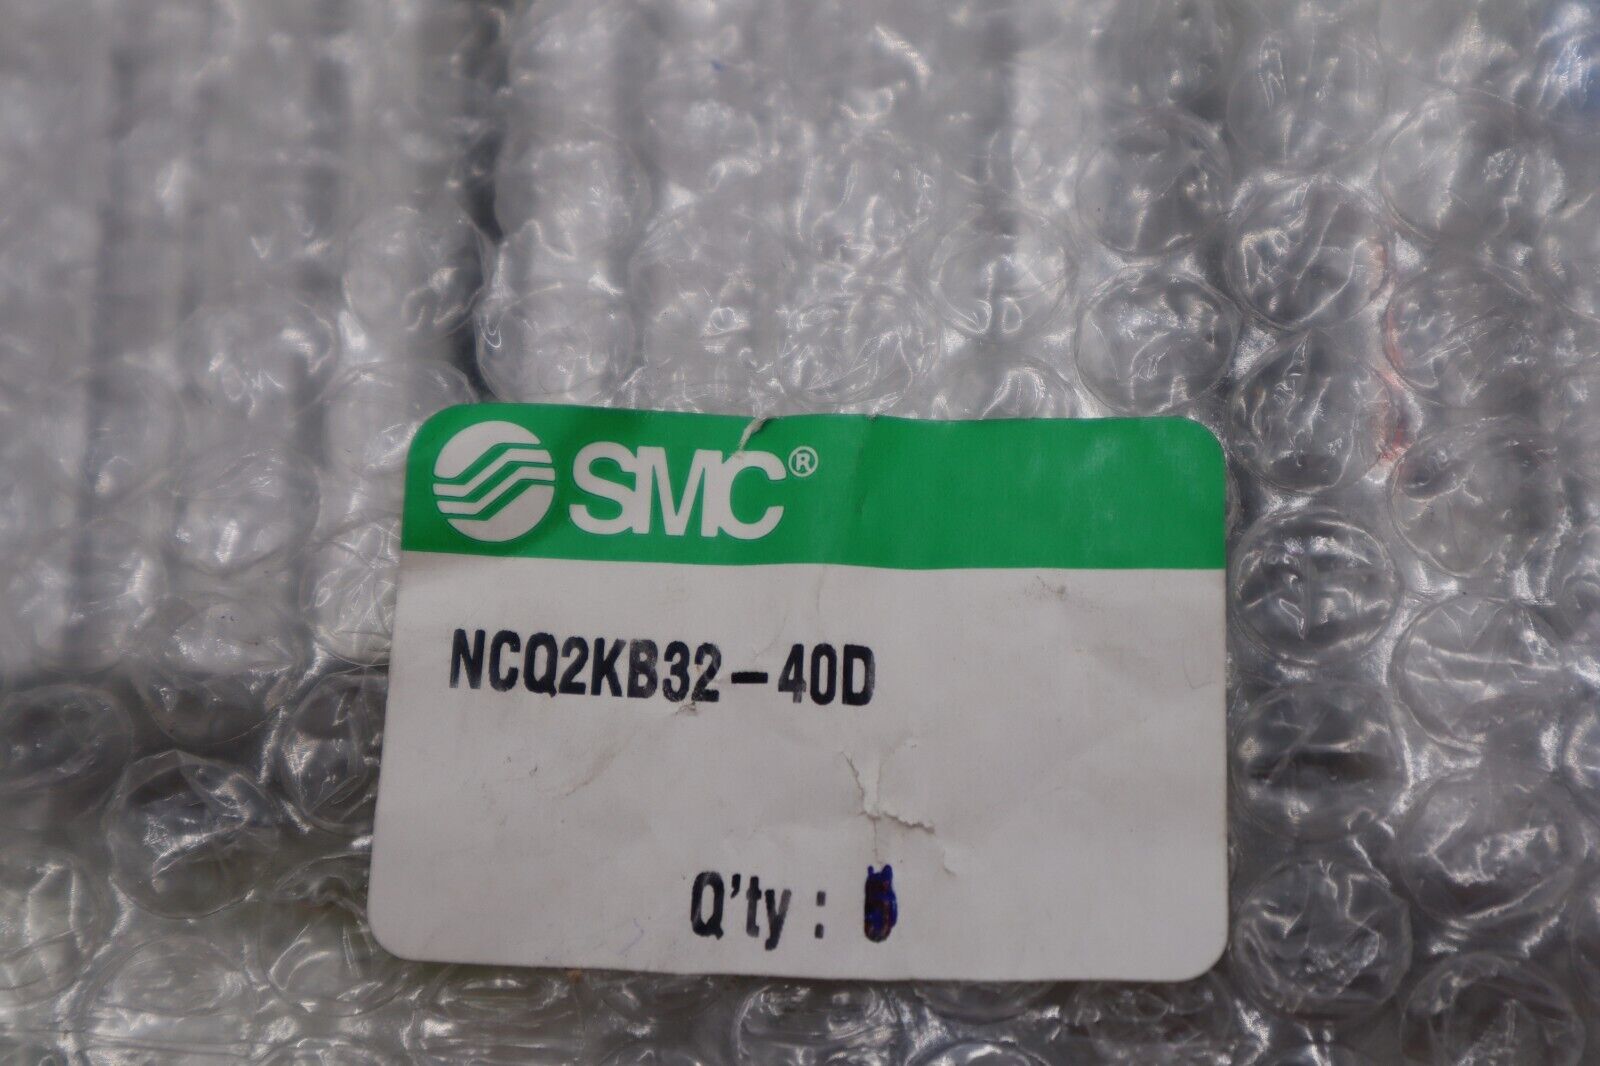 SMC®
NCQ2KB32-40D
Q'ty :